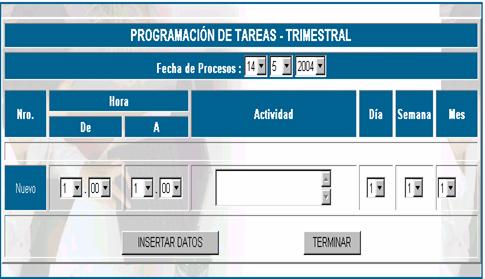 PROGRAMACIÓN DE TAREAS - TRIMESTRAL
Fecha de Procesos : 14 5 2004
Nro. Hora Actividad Día Semana Mes
De A
Nuevo 1 . 00 1 . 00 1 1 1
INSERTAR DATOS TERMINAR